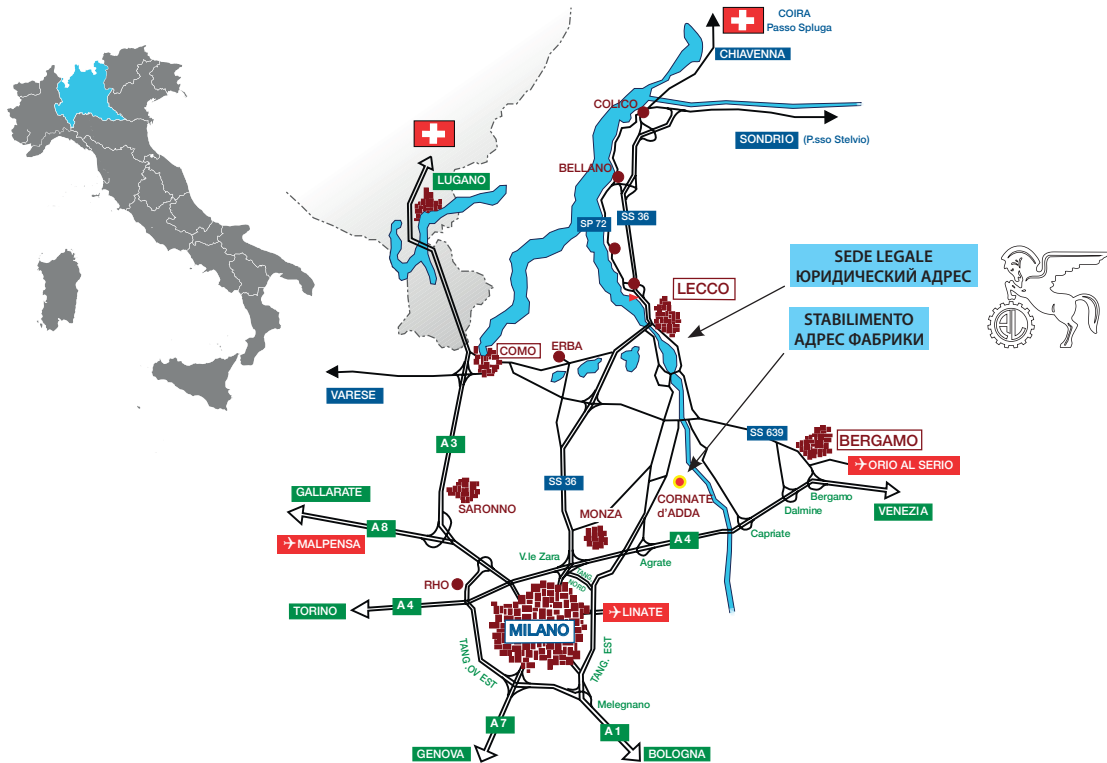 COIRA
Passo Spluga
CHIAVENNA
COLICO
SONDRIO (P.sso Stelvio)
LUGANO
BELLANO
SP 72
SS 36
SEDE LEGALE
ЮРИДИЧЕСКИЙ АДРЕС
LECCO
STABILIMENTO
АДРЕС ФАБРИКИ
COMO
ERBA
VARESE
A 3
SS 639
BERGAMO
ORIO AL SERIO
GALLARATE
SARONNO
SS 36
CORNATE
d'ADDA
Bergamo
VENEZIA
Dalmine
MONZA
A 8
MALPENSA
Capriate
A 4
V.le Zara
Agrate
TANG.
NORD
RHO
TORINO
A 4
LINATE
MILANO
TANG .OV EST
TANG. EST
Melegnano
A 7
A 1
GENOVA
BOLOGNA